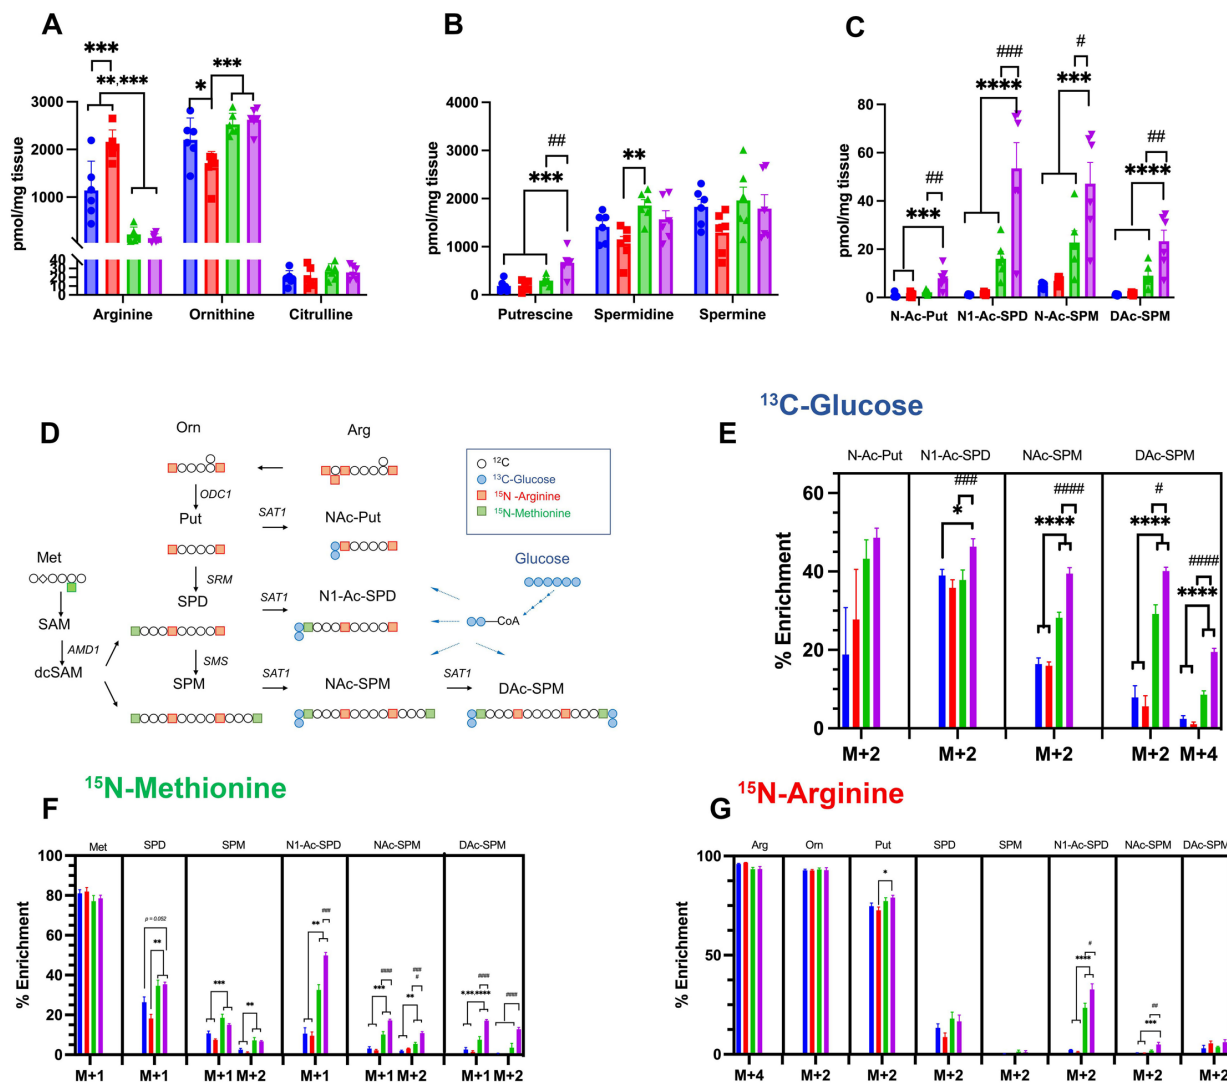 A
***
**,***
*
***
pmol/mg tissue
3000
2000
1000
40
30
20
10
0
Arginine
Ornithine
Citrulline
B
##
***
**
pmol/mg tissue
4000
3000
2000
1000
0
Putrescine
Spermidine
Spermine
C
###
#
****
***
##
****
##
***
pmol/mg tissue
80
60
40
20
0
N-Ac-Put
N1-Ac-SPD
N-Ac-SPM
DAc-SPM
D
Orn
Arg
ODC1
Put
SAT1
NAc-Put
12C
13C-Glucose
15N -Arginine
15N-Methionine
Met
SRM
SPD
SAT1
N1-Ac-SPD
Glucose
SAM
AMD1
dcSAM
CoA
SMS
SPM
SAT1
NAc-SPM
SAT1
DAc-SPM
13C-Glucose
E
N-Ac-Put
N1-Ac-SPD
NAc-SPM
DAc-SPM
###
*
####
****
#
****
####
****
% Enrichment
60
40
20
0
M+2
M+2
M+2
M+2
M+4
15N-Methionine
F
Met
SPD
SPM
N1-Ac-SPD
NAc-SPM
DAc-SPM
% Enrichment
100
80
60
40
20
0
p = 0.052
**
***
**
###
**
####
***
###
#
**
####
*,**,****
####
M+1
M+1
M+1 M+2
M+1
M+1 M+2
M+1 M+2
15N-Arginine
G
Arg
Orn
Put
SPD
SPM
N1-Ac-SPD
NAc-SPM
DAc-SPM
% Enrichment
100
50
0
*
#
****
##
***
M+4
M+2
M+2
M+2
M+2
M+2
M+2
M+2